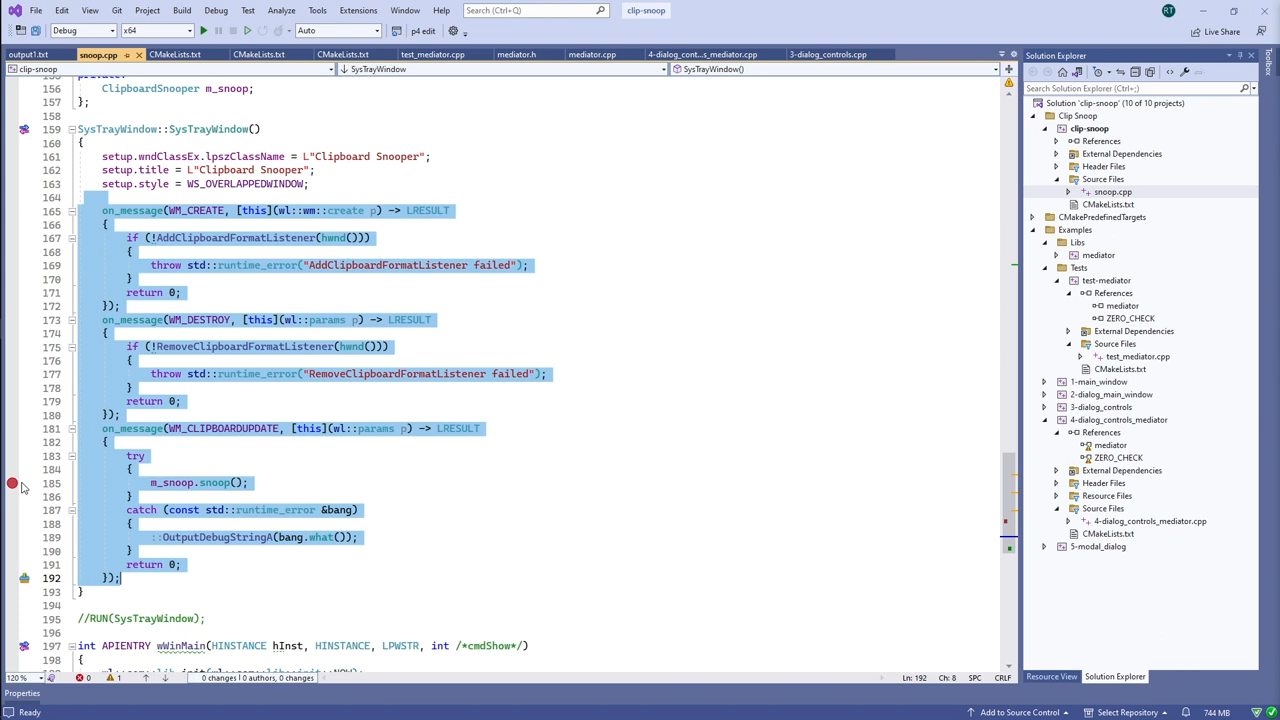 File Edit View Git Project Build Debug Test Analyze Tools Extensions Window Help Search (Ctrl+Q) clip-snoop RT
Debug x64 Auto p4 edit Live Share
output1.txt snoop.cpp CMakeLists.txt CMakeLists.txt CMakeLists.txt test_mediator.cpp mediator.h mediator.cpp 4-dialog_cont...s_mediator.cpp 3-dialog_controls.cpp
clip-snoop SysTrayWindow SysTrayWindow()
155 private:
156 ClipboardSnooper m_snoop;
157 };
158
159 SysTrayWindow::SysTrayWindow()
160 {
161 setup.wndClassEx.lpszClassName = L"Clipboard Snooper";
162 setup.title = L"Clipboard Snooper";
163 setup.style = WS_OVERLAPPEDWINDOW;
164
165 on_message(WM_CREATE, [this](wl::wm::create p) -> LRESULT
166 {
167 if (!AddClipboardFormatListener(hwnd()))
168 {
169 throw std::runtime_error("AddClipboardFormatListener failed");
170 }
171 return 0;
172 });
173 on_message(WM_DESTROY, [this](wl::params p) -> LRESULT
174 {
175 if (!RemoveClipboardFormatListener(hwnd()))
176 {
177 throw std::runtime_error("RemoveClipboardFormatListener failed");
178 }
179 return 0;
180 });
181 on_message(WM_CLIPBOARDUPDATE, [this](wl::params p) -> LRESULT
182 {
183 try
184 {
185 m_snoop.snoop();
186 }
187 catch (const std::runtime_error &bang)
188 {
189 ::OutputDebugStringA(bang.what());
190 }
191 return 0;
192 });
193 }
194
195 //RUN(SysTrayWindow);
196
197 int APIENTRY wWinMain(HINSTANCE hInst, HINSTANCE, LPWSTR, int /*cmdShow*/)
198 {
120 % 0 1 0 changes | 0 authors, 0 changes Ln: 192 Ch: 8 SPC CRLF
Properties
Ready Add to Source Control Select Repository 744 MB
Solution Explorer
Search Solution Explorer (Ctrl+;)
Solution 'clip-snoop' (10 of 10 projects)
Clip Snoop
clip-snoop
References
External Dependencies
Header Files
Source Files
snoop.cpp
CMakeLists.txt
CMakePredefinedTargets
Examples
Libs
mediator
Tests
test-mediator
References
mediator
ZERO_CHECK
External Dependencies
Source Files
test_mediator.cpp
CMakeLists.txt
1-main_window
2-dialog_main_window
3-dialog_controls
4-dialog_controls_mediator
References
mediator
ZERO_CHECK
External Dependencies
Header Files
Resource Files
Source Files
4-dialog_controls_mediator.cpp
CMakeLists.txt
5-modal_dialog
Resource View Solution Explorer
Toolbox